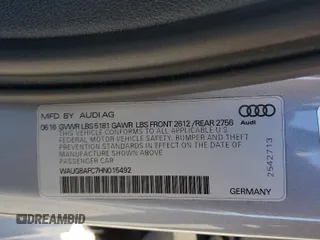 MFD BY AUDI AG
06 16 GVWR LBS 5181 GAWR LBS FRONT 2612 / REAR 2756
THIS VEHICLE CONFORMS TO ALL APPLICABLE U.S.
FEDERAL MOTOR VEHICLE SAFETY, BUMPER AND THEFT
PREVENTION STANDARDS IN EFFECT ON THE DATE OF
MANUFACTURE SHOWN ABOVE
PASSENGER CAR
WAUG8AFC7HN015492
Audi
2542713
GERMANY
DREAMBID